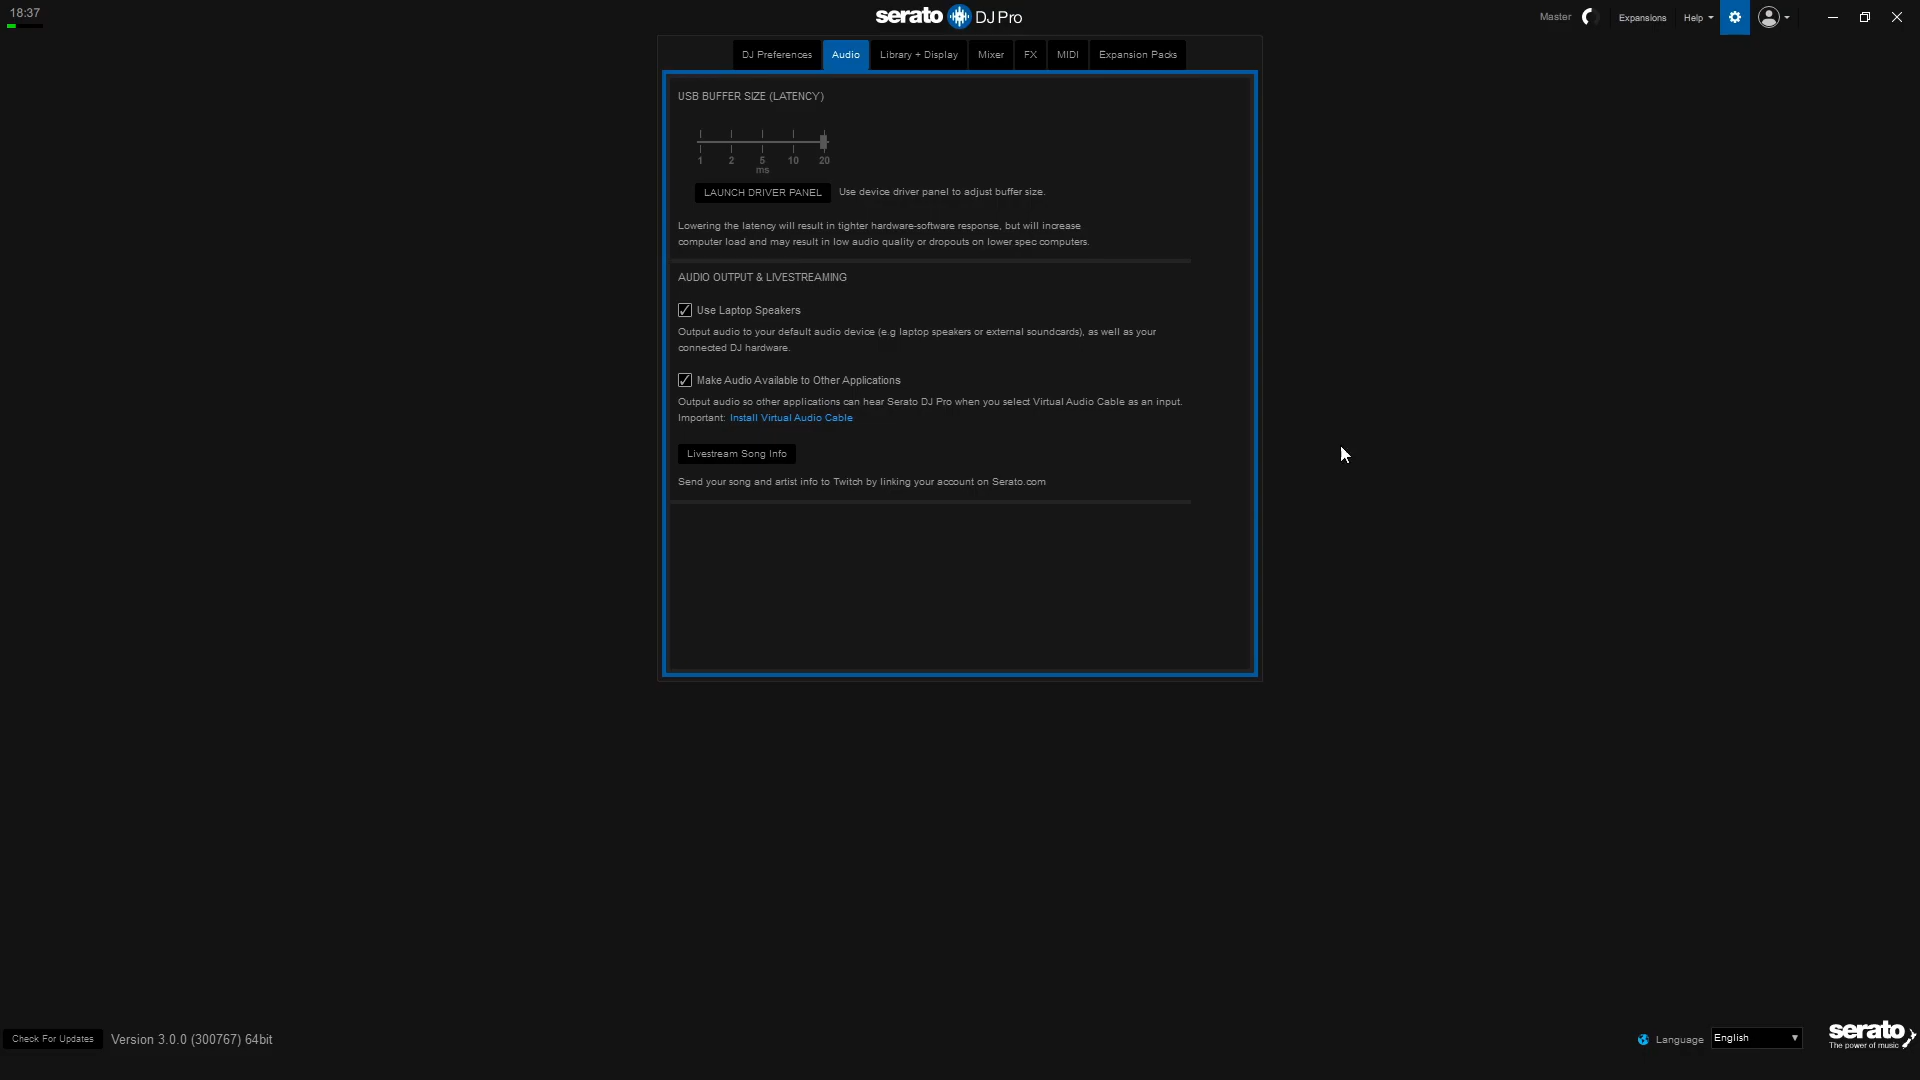 18:37
serato DJ Pro
Master
Expansions
Help
DJ Preferences
Audio
Library + Display
Mixer
FX
MIDI
Expansion Packs
USB BUFFER SIZE (LATENCY)
1 2 5 10 20
ms
LAUNCH DRIVER PANEL
Use device driver panel to adjust buffer size.
Lowering the latency will result in tighter hardware-software response, but will increase
computer load and may result in low audio quality or dropouts on lower spec computers.
AUDIO OUTPUT & LIVESTREAMING
Use Laptop Speakers
Output audio to your default audio device (e.g laptop speakers or external soundcards), as well as your
connected DJ hardware.
Make Audio Available to Other Applications
Output audio so other applications can hear Serato DJ Pro when you select Virtual Audio Cable as an input.
Important: Install Virtual Audio Cable
Livestream Song Info
Send your song and artist info to Twitch by linking your account on Serato.com
Check For Updates
Version 3.0.0 (300767) 64bit
Language
English
serato
The power of music